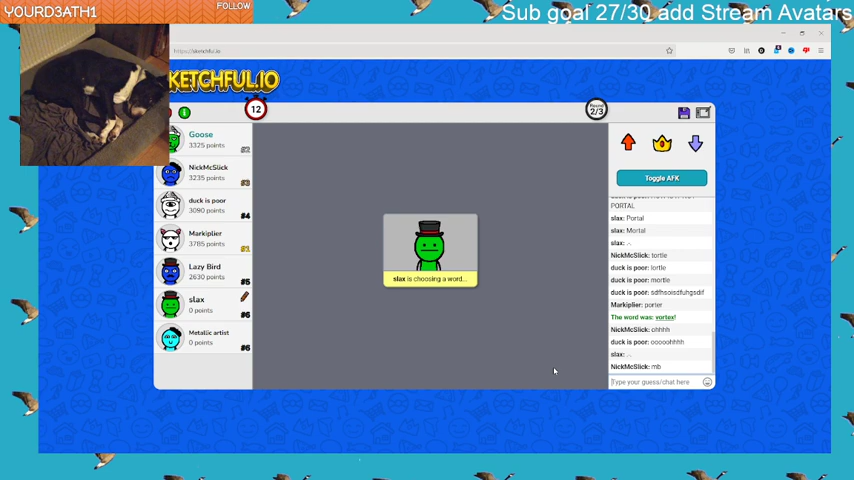 YOURD3ATH1
FOLLOW
Sub goal 27/30 add Stream Avatars
https://sketchful.io
SKETCHFUL.IO
12
Round
2/3
Goose
3325 points
#2
NickMcSlick
3235 points
#3
duck is poor
3090 points
#4
Markiplier
3785 points
#1
Lazy Bird
2630 points
#5
slax
0 points
#6
Metallic artist
0 points
#6
slax is choosing a word...
Toggle AFK
PORTAL
slax: Portal
slax: Mortal
slax: .-.
NickMcSlick: tortle
duck is poor: lortle
duck is poor: mortle
duck is poor: sdfhsoisdfuhgsdif
Markiplier: porter
The word was: vortex!
NickMcSlick: ohhhh
duck is poor: ooooohhhh
slax: .-.
NickMcSlick: mb
Type your guess/chat here